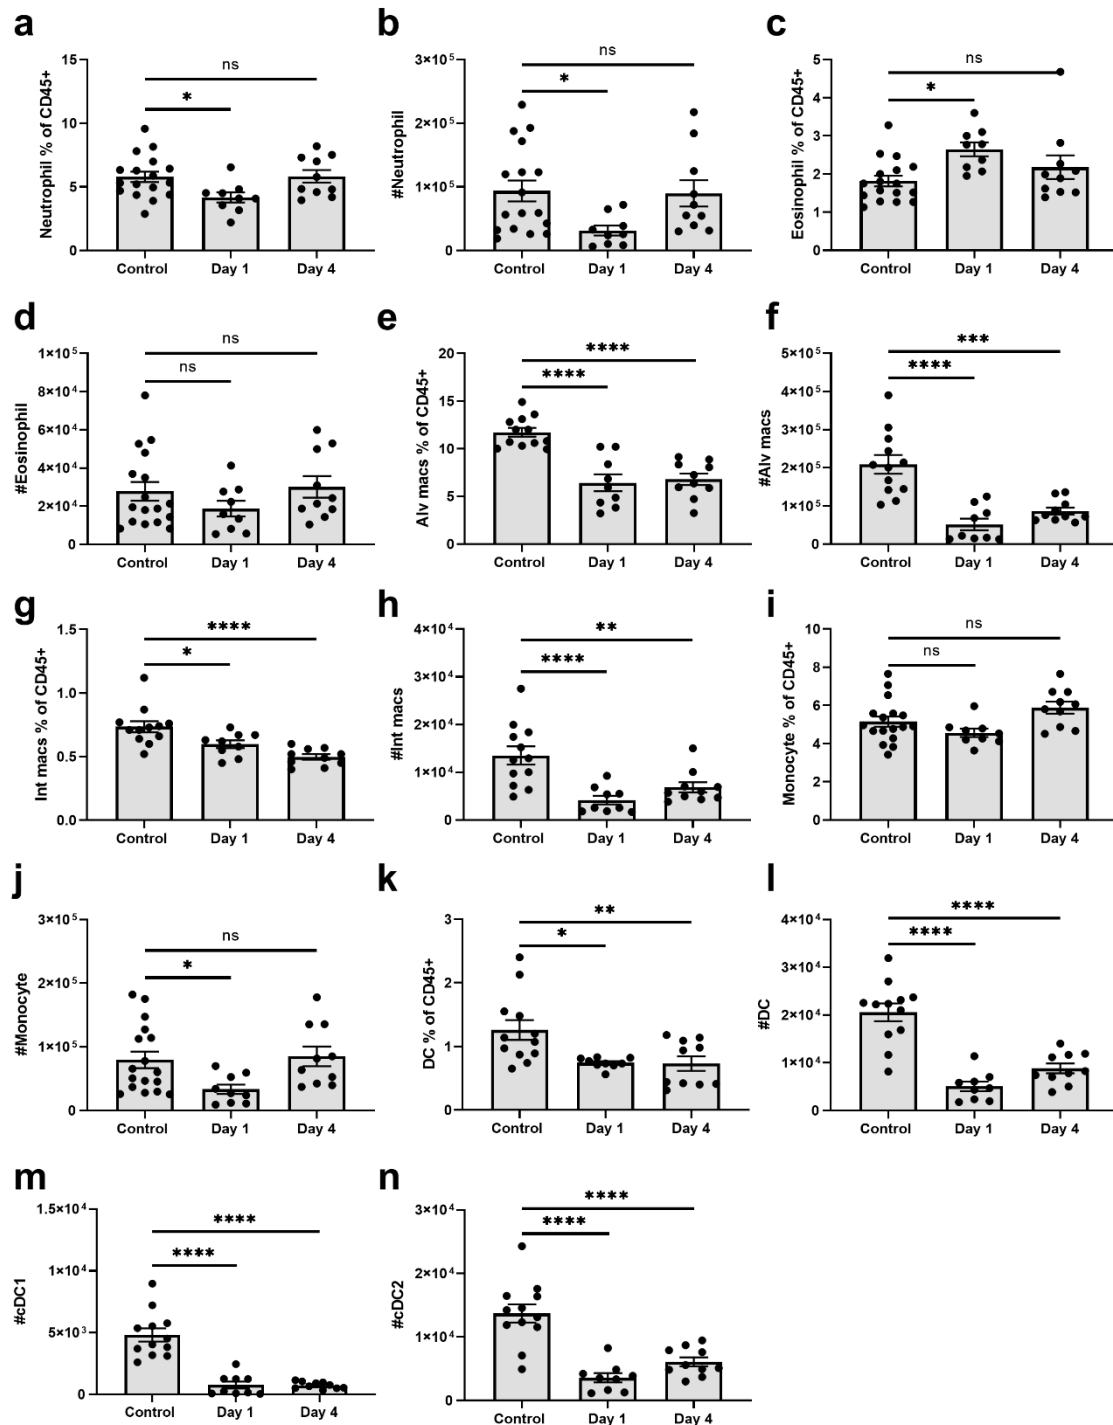 a
Neutrophil % of CD45+
15
10
5
0
ns
*
Control Day 1 Day 4
b
#Neutrophil
3×10⁵
2×10⁵
1×10⁵
0
ns
*
Control Day 1 Day 4
c
Eosinophil % of CD45+
5
4
3
2
1
0
ns
*
Control Day 1 Day 4
d
#Eosinophil
1×10⁵
8×10⁴
6×10⁴
4×10⁴
2×10⁴
0
ns
ns
Control Day 1 Day 4
e
Alv macs % of CD45+
20
15
10
5
0
****
****
Control Day 1 Day 4
f
#Alv macs
5×10⁵
4×10⁵
3×10⁵
2×10⁵
1×10⁵
0
***
****
Control Day 1 Day 4
g
Int macs % of CD45+
1.5
1.0
0.5
0.0
****
*
Control Day 1 Day 4
h
#Int macs
4×10⁴
3×10⁴
2×10⁴
1×10⁴
0
**
****
Control Day 1 Day 4
i
Monocyte % of CD45+
10
8
6
4
2
0
ns
ns
Control Day 1 Day 4
j
#Monocyte
3×10⁵
2×10⁵
1×10⁵
0
ns
*
Control Day 1 Day 4
k
DC % of CD45+
3
2
1
0
**
*
Control Day 1 Day 4
l
#DC
4×10⁴
3×10⁴
2×10⁴
1×10⁴
0
****
****
Control Day 1 Day 4
m
#cDC1
1.5×10⁴
1×10⁴
5×10³
0
****
****
Control Day 1 Day 4
n
#cDC2
3×10⁴
2×10⁴
1×10⁴
0
****
****
Control Day 1 Day 4